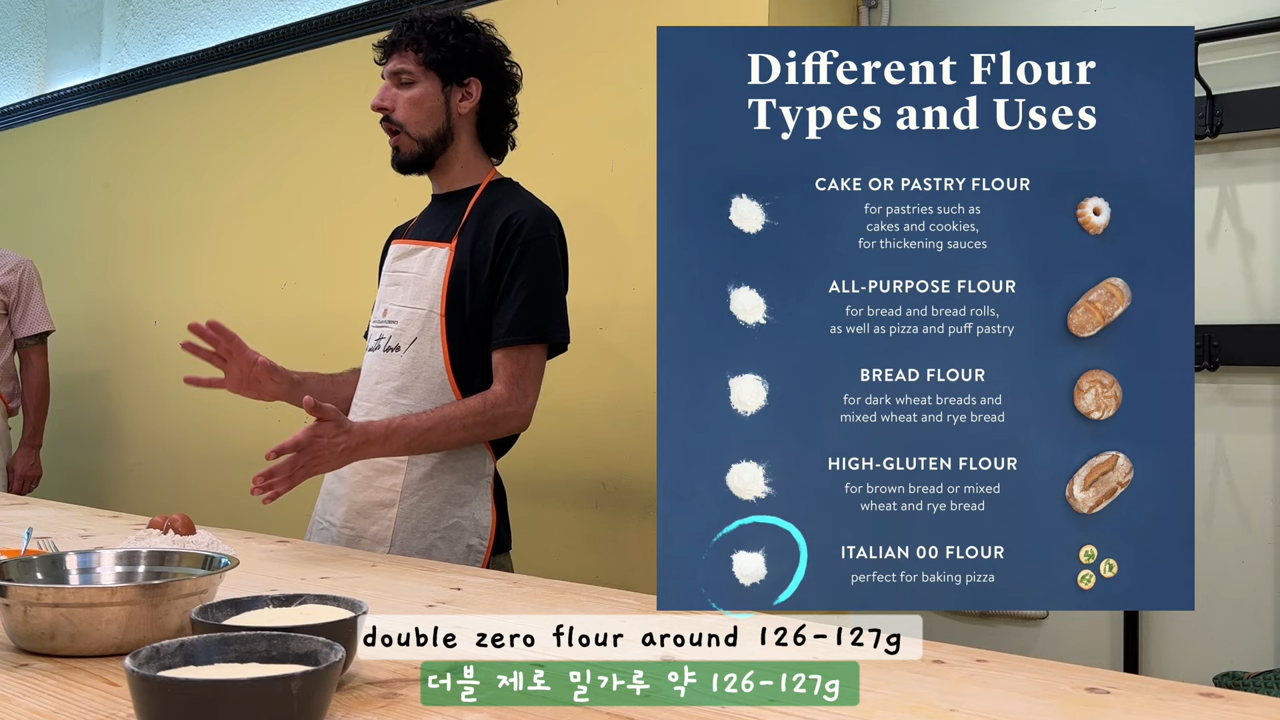 Different Flour
Types and Uses
CAKE OR PASTRY FLOUR
for pastries such as
cakes and cookies,
for thickening sauces
ALL-PURPOSE FLOUR
for bread and bread rolls,
as well as pizza and puff pastry
BREAD FLOUR
for dark wheat breads and
mixed wheat and rye bread
HIGH-GLUTEN FLOUR
for brown bread or mixed
wheat and rye bread
ITALIAN 00 FLOUR
perfect for baking pizza
with love!
double zero flour around 126-127g
더블 제로 밀가루 약 126-127g